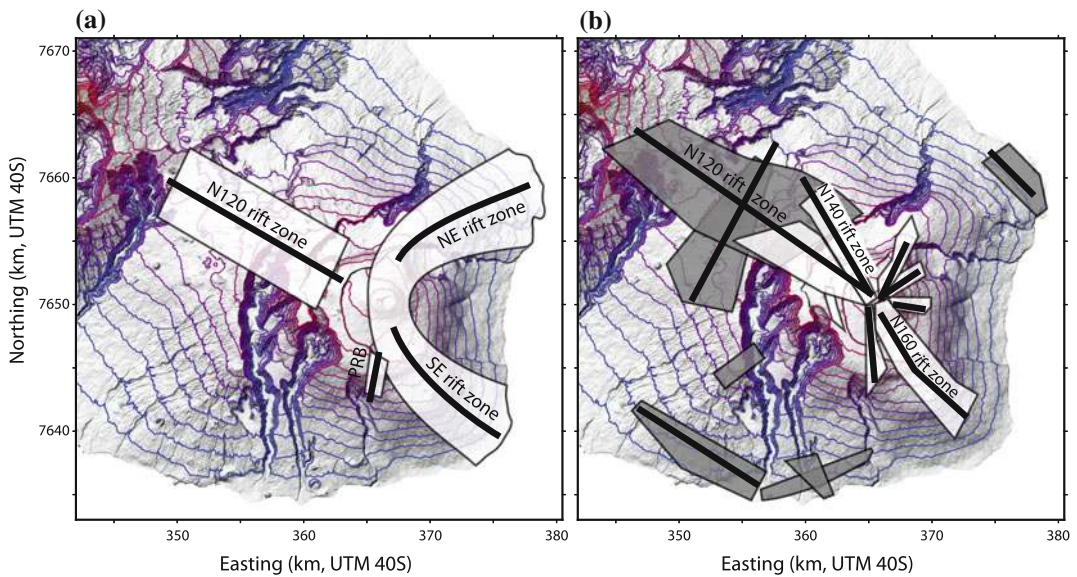 (a)
(b)
7670
7660
7650
7640
Northing (km, UTM 40S)
N120 rift zone
NE rift zone
SE rift zone
PRB
N120 rift zone
N140 rift zone
N160 rift zone
350
360
370
380
350
360
370
380
Easting (km, UTM 40S)
Easting (km, UTM 40S)